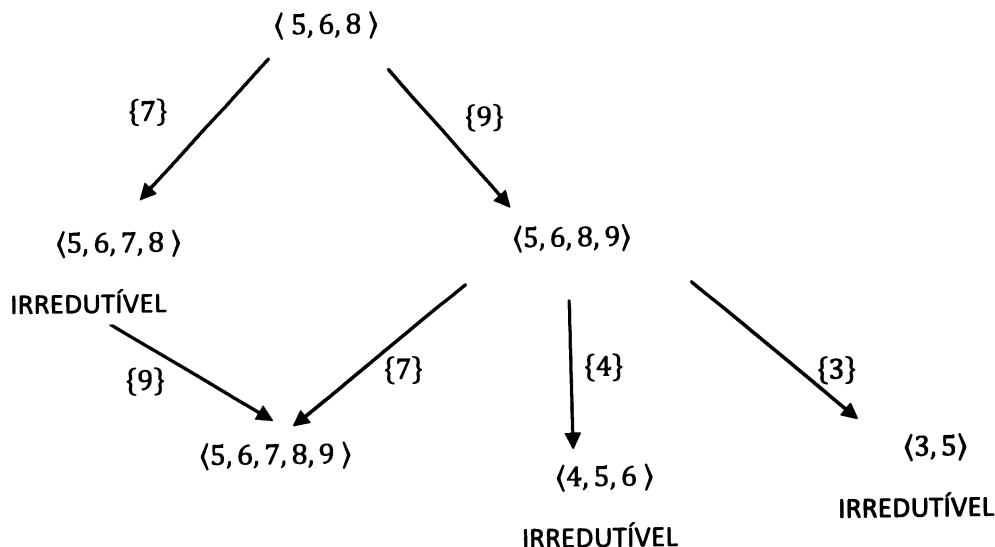 ⟨ 5, 6, 8 ⟩
{7}
{9}
⟨5, 6, 7, 8 ⟩
⟨5, 6, 8, 9⟩
IRREDUTÍVEL
{9}
{7}
{4}
{3}
⟨5, 6, 7, 8, 9 ⟩
⟨4, 5, 6 ⟩
⟨3, 5⟩
IRREDUTÍVEL
IRREDUTÍVEL